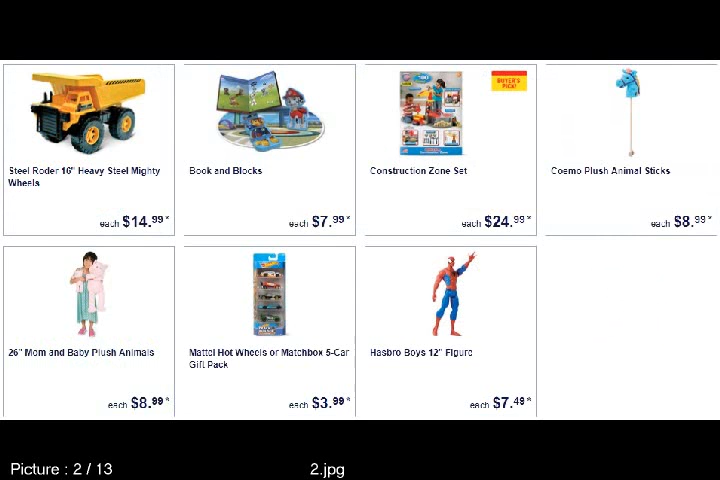 BUYER'S
PICK!
Steel Roder 16" Heavy Steel Mighty
Wheels
each $14.99*
Book and Blocks
each $7.99*
Construction Zone Set
each $24.99*
Coemo Plush Animal Sticks
each $8.99*
26" Mom and Baby Plush Animals
each $8.99*
Mattel Hot Wheels or Matchbox 5-Car
Gift Pack
each $3.99*
Hasbro Boys 12" Figure
each $7.49*
Picture : 2 / 13
2.jpg